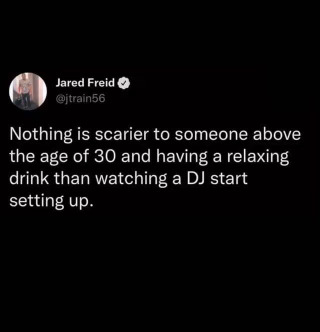 Jared Freid
@jtrain56
Nothing is scarier to someone above
the age of 30 and having a relaxing
drink than watching a DJ start
setting up.